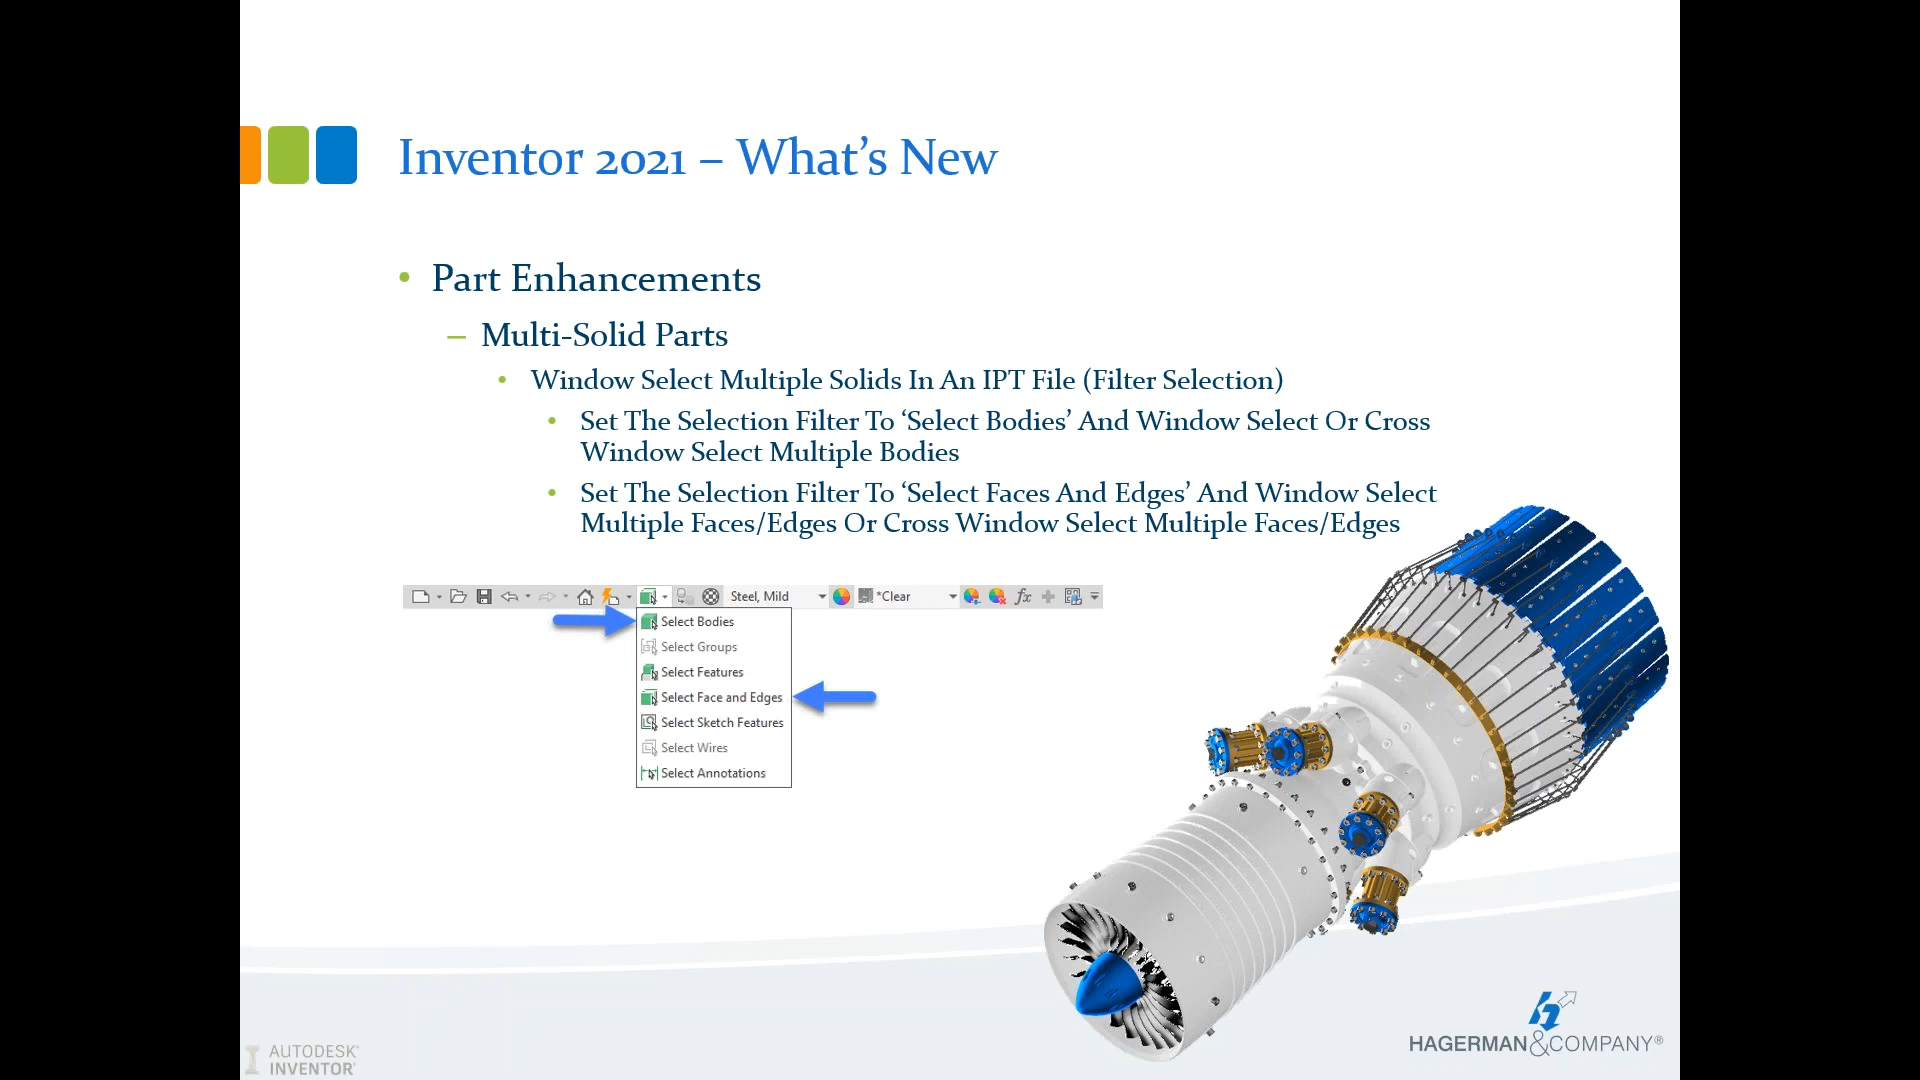 Inventor 2021 – What’s New
• Part Enhancements
– Multi-Solid Parts
• Window Select Multiple Solids In An IPT File (Filter Selection)
• Set The Selection Filter To ‘Select Bodies’ And Window Select Or Cross
Window Select Multiple Bodies
• Set The Selection Filter To ‘Select Faces And Edges’ And Window Select
Multiple Faces/Edges Or Cross Window Select Multiple Faces/Edges
Steel, Mild *Clear fx
Select Bodies
Select Groups
Select Features
Select Face and Edges
Select Sketch Features
Select Wires
Select Annotations
HAGERMAN&COMPANY®
AUTODESK®
INVENTOR®